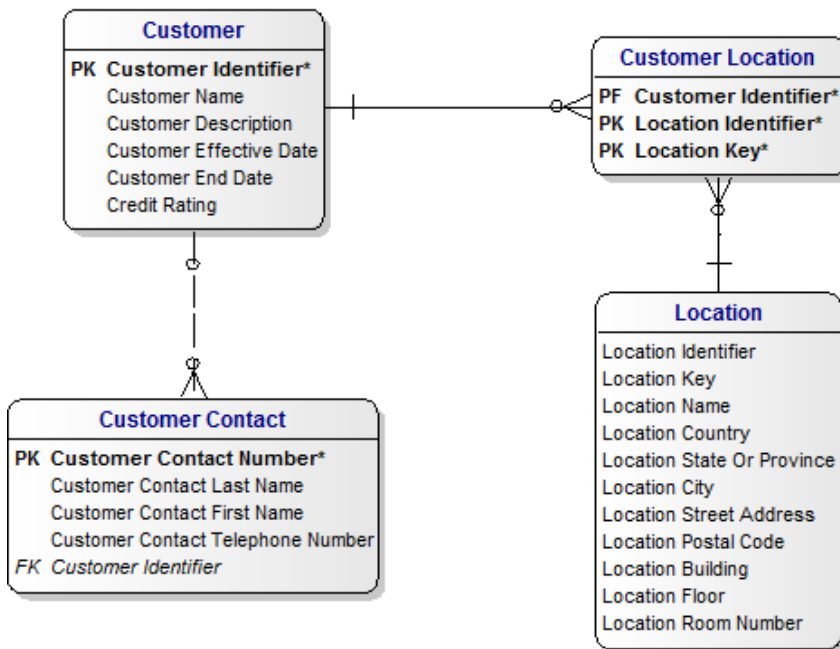 Customer
PK Customer Identifier*
Customer Name
Customer Description
Customer Effective Date
Customer End Date
Credit Rating
Customer Location
PF Customer Identifier*
PK Location Identifier*
PK Location Key*
Customer Contact
PK Customer Contact Number*
Customer Contact Last Name
Customer Contact First Name
Customer Contact Telephone Number
FK Customer Identifier
Location
Location Identifier
Location Key
Location Name
Location Country
Location State Or Province
Location City
Location Street Address
Location Postal Code
Location Building
Location Floor
Location Room Number